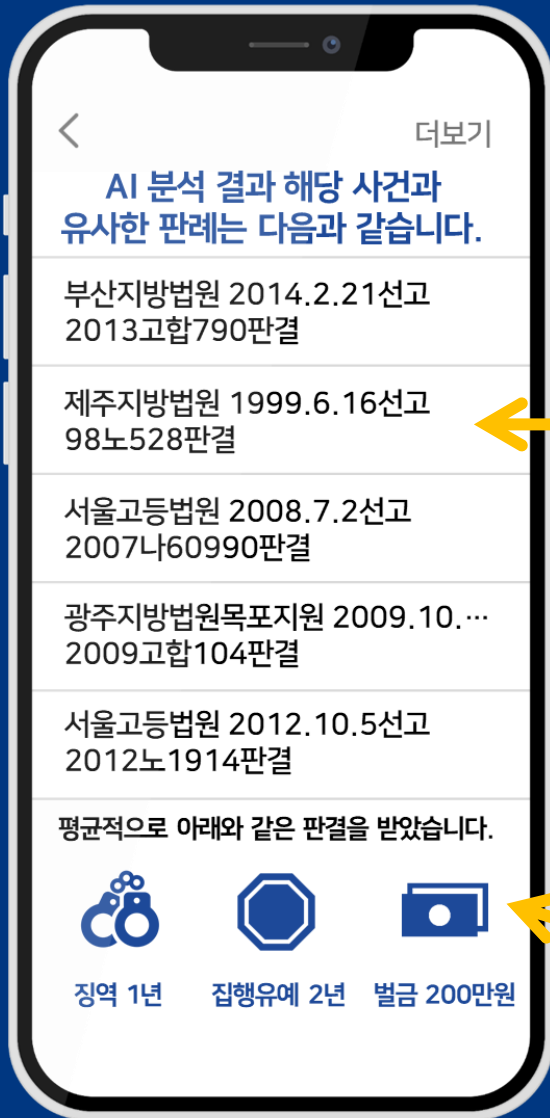 더보기
AI 분석 결과 해당 사건과
유사한 판례는 다음과 같습니다.
부산지방법원 2014.2.21선고
2013고합790판결
제주지방법원 1999.6.16선고
98노528판결
서울고등법원 2008.7.2선고
2007나60990판결
광주지방법원목포지원 2009.10.…
2009고합104판결
서울고등법원 2012.10.5선고
2012노1914판결
평균적으로 아래와 같은 판결을 받았습니다.
징역 1년 집행유예 2년 벌금 200만원